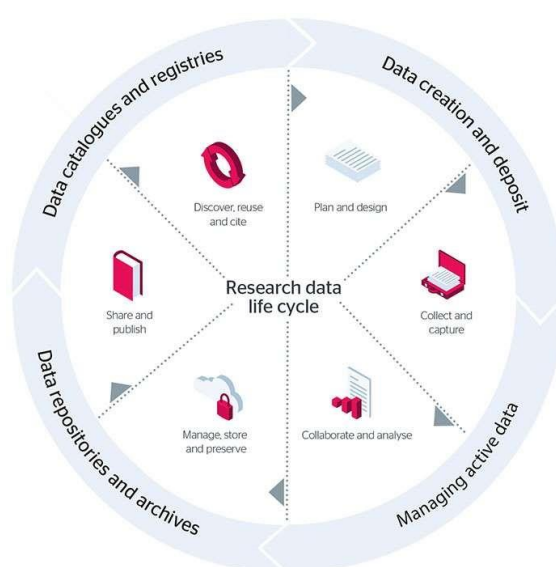 Data catalogues and registries
Data creation and deposit
Discover, reuse
and cite
Plan and design
Share and
publish
Research data
life cycle
Collect and
capture
Manage, store
and preserve
Collaborate and analyse
Data repositories and archives
Managing active data